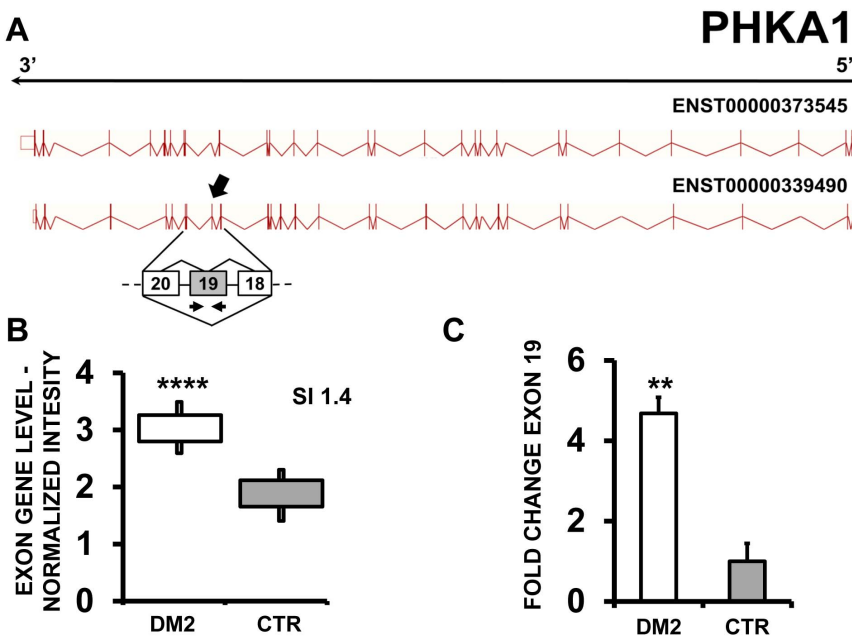 A
PHKA1
3’ 5’
ENST00000373545
ENST00000339490
20 19 18
B
EXON GENE LEVEL -
NORMALIZED INTESITY
4
3
2
1
0
****
SI 1.4
DM2 CTR
C
FOLD CHANGE EXON 19
6
4
2
0
**
DM2 CTR